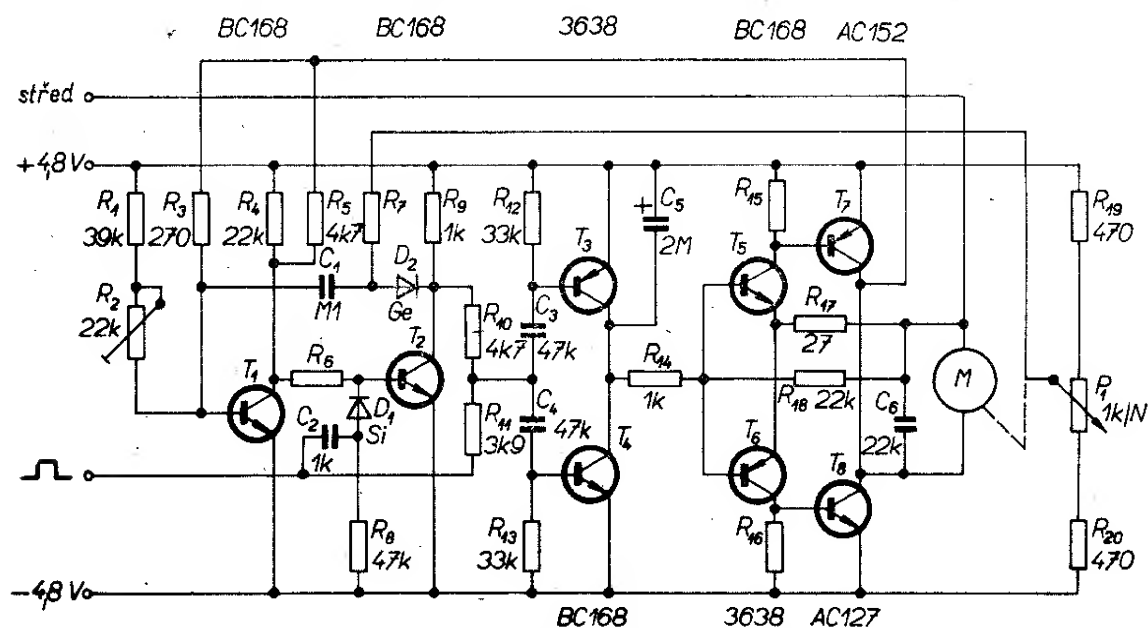 BC168 BC168 3638 BC168 AC152
střed
+4,8V
R1 39k
R3 270
R4 22k
R5 4k7
R7
R9 1k
R12 33k
C5 + 2M
R15
T7
R19 470
T3
T5
C1 M1
D2 Ge
R2 22k
R10 4k7
C3 47k
R17 27
T2
R14 1k
M
T1
R6
D1 Si
R18 22k
P1 1k/N
C2 1k
R11 3k9
C4 47k
C6 22k
T4
T6
T8
R8 47k
R13 33k
R16
R20 470
-4,8V
BC168 3638 AC127